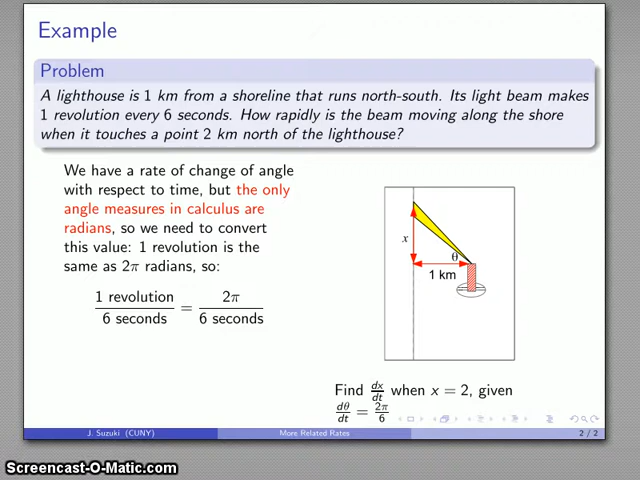 Example
Problem
A lighthouse is 1 km from a shoreline that runs north-south. Its light beam makes
1 revolution every 6 seconds. How rapidly is the beam moving along the shore
when it touches a point 2 km north of the lighthouse?
We have a rate of change of angle
with respect to time, but the only
angle measures in calculus are
radians, so we need to convert
this value: 1 revolution is the
same as 2π radians, so:
1 revolution / 6 seconds = 2π / 6 seconds
x
θ
1 km
Find dx/dt when x = 2, given
dθ/dt = 2π/6
J. Suzuki (CUNY)
More Related Rates
2 / 2
Screencast-O-Matic.com